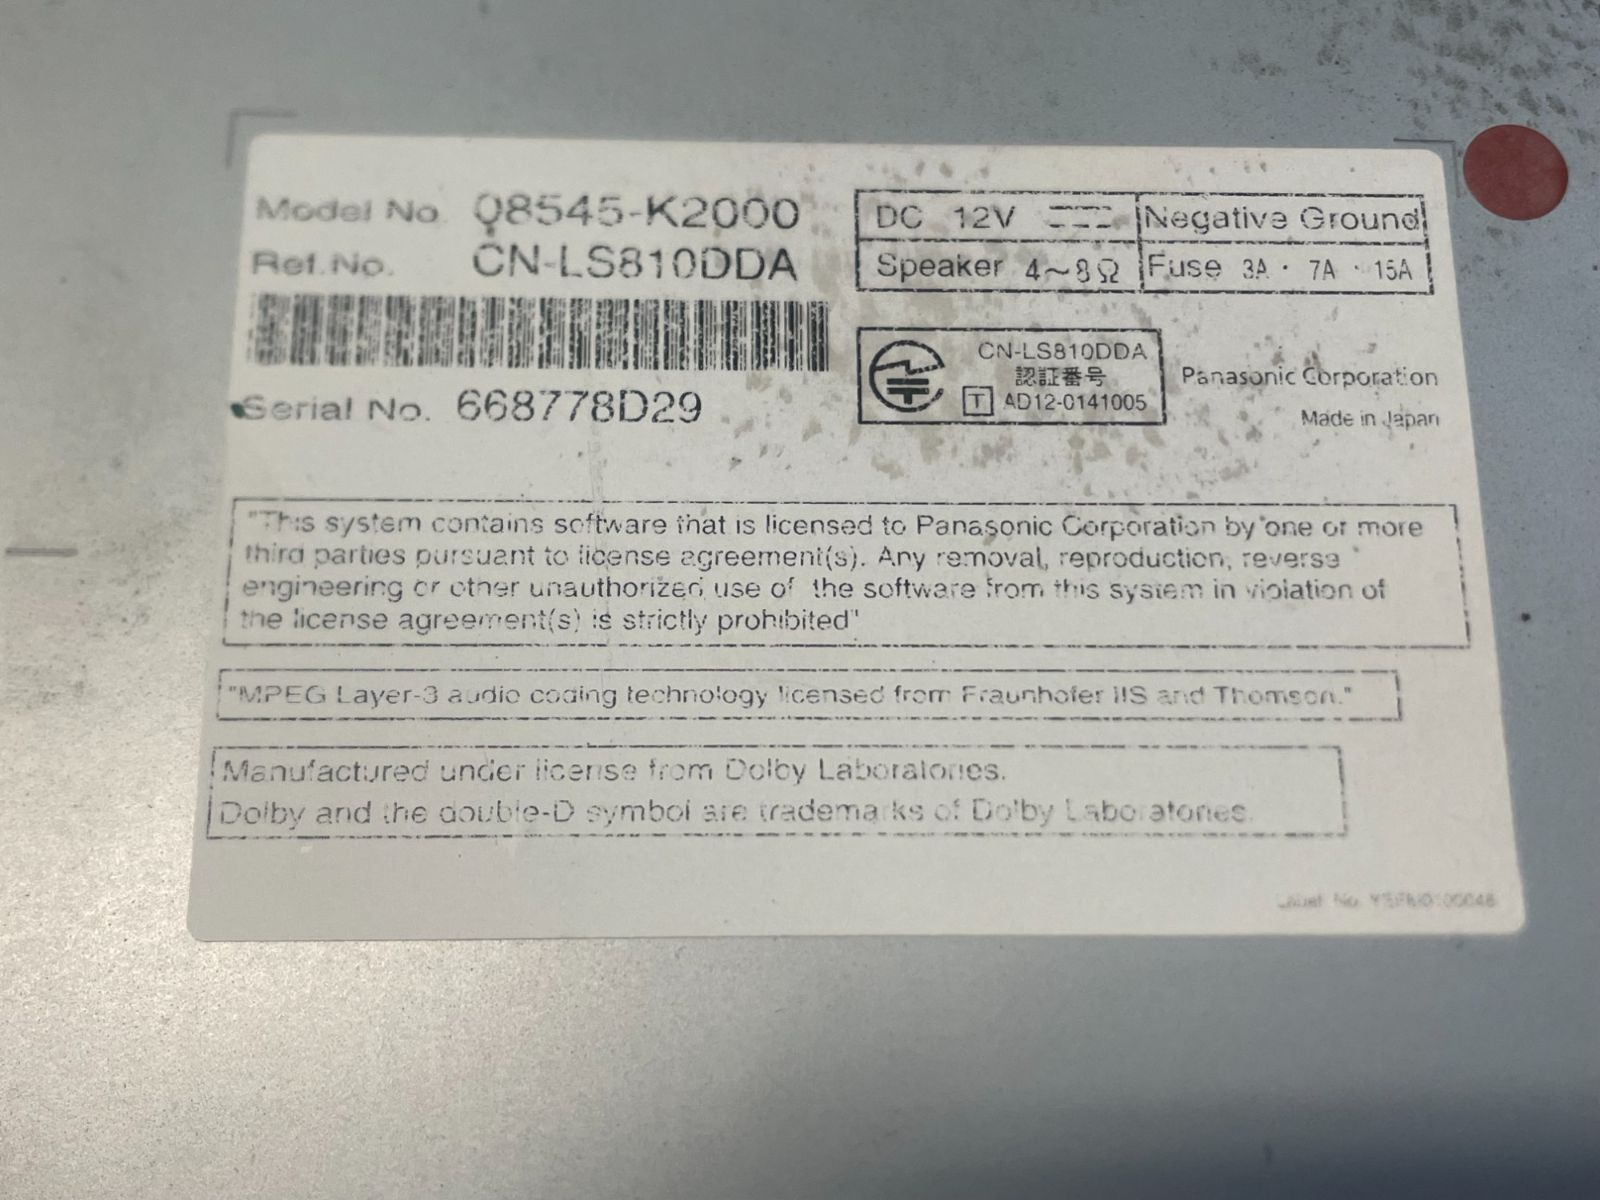 Model No. 08545-K2000
Ref.No. CN-LS810DDA
Serial No. 668778D29
DC 12V Negative Ground
Speaker 4~8Ω Fuse 3A · 7A · 15A
CN-LS810DDA
認証番号
T AD12-0141005
Panasonic Corporation
Made in Japan
"This system contains software that is licensed to Panasonic Corporation by one or more
third parties pursuant to license agreement(s). Any removal, reproduction, reverse
engineering or other unauthorized use of the software from this system in violation of
the license agreement(s) is strictly prohibited"
"MPEG Layer-3 audio coding technology licensed from Fraunhofer IIS and Thomson."
Manufactured under license from Dolby Laboratories.
Dolby and the double-D symbol are trademarks of Dolby Laboratories.
Label No.